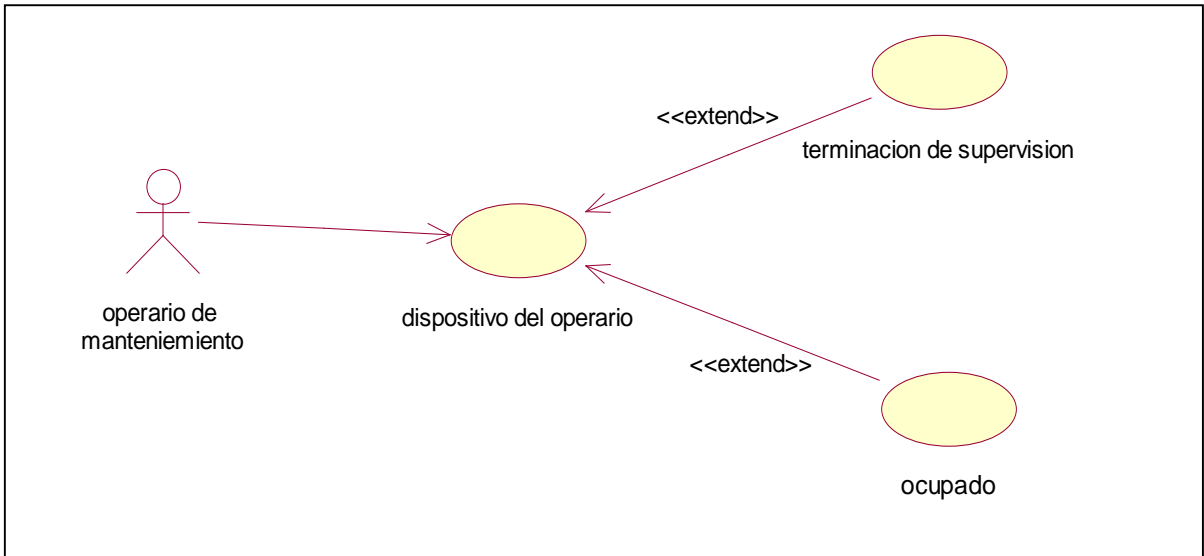 <<extend>>
terminacion de supervision
operario de
manteniemiento
dispositivo del operario
<<extend>>
ocupado